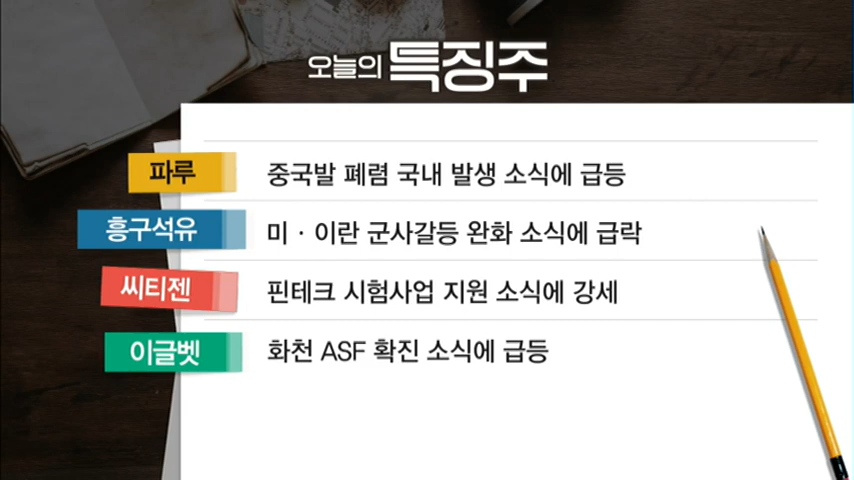 오늘의 특징주
파루 중국발 폐렴 국내 발생 소식에 급등
흥구석유 미·이란 군사갈등 완화 소식에 급락
씨티젠 핀테크 시험사업 지원 소식에 강세
이글벳 화천 ASF 확진 소식에 급등